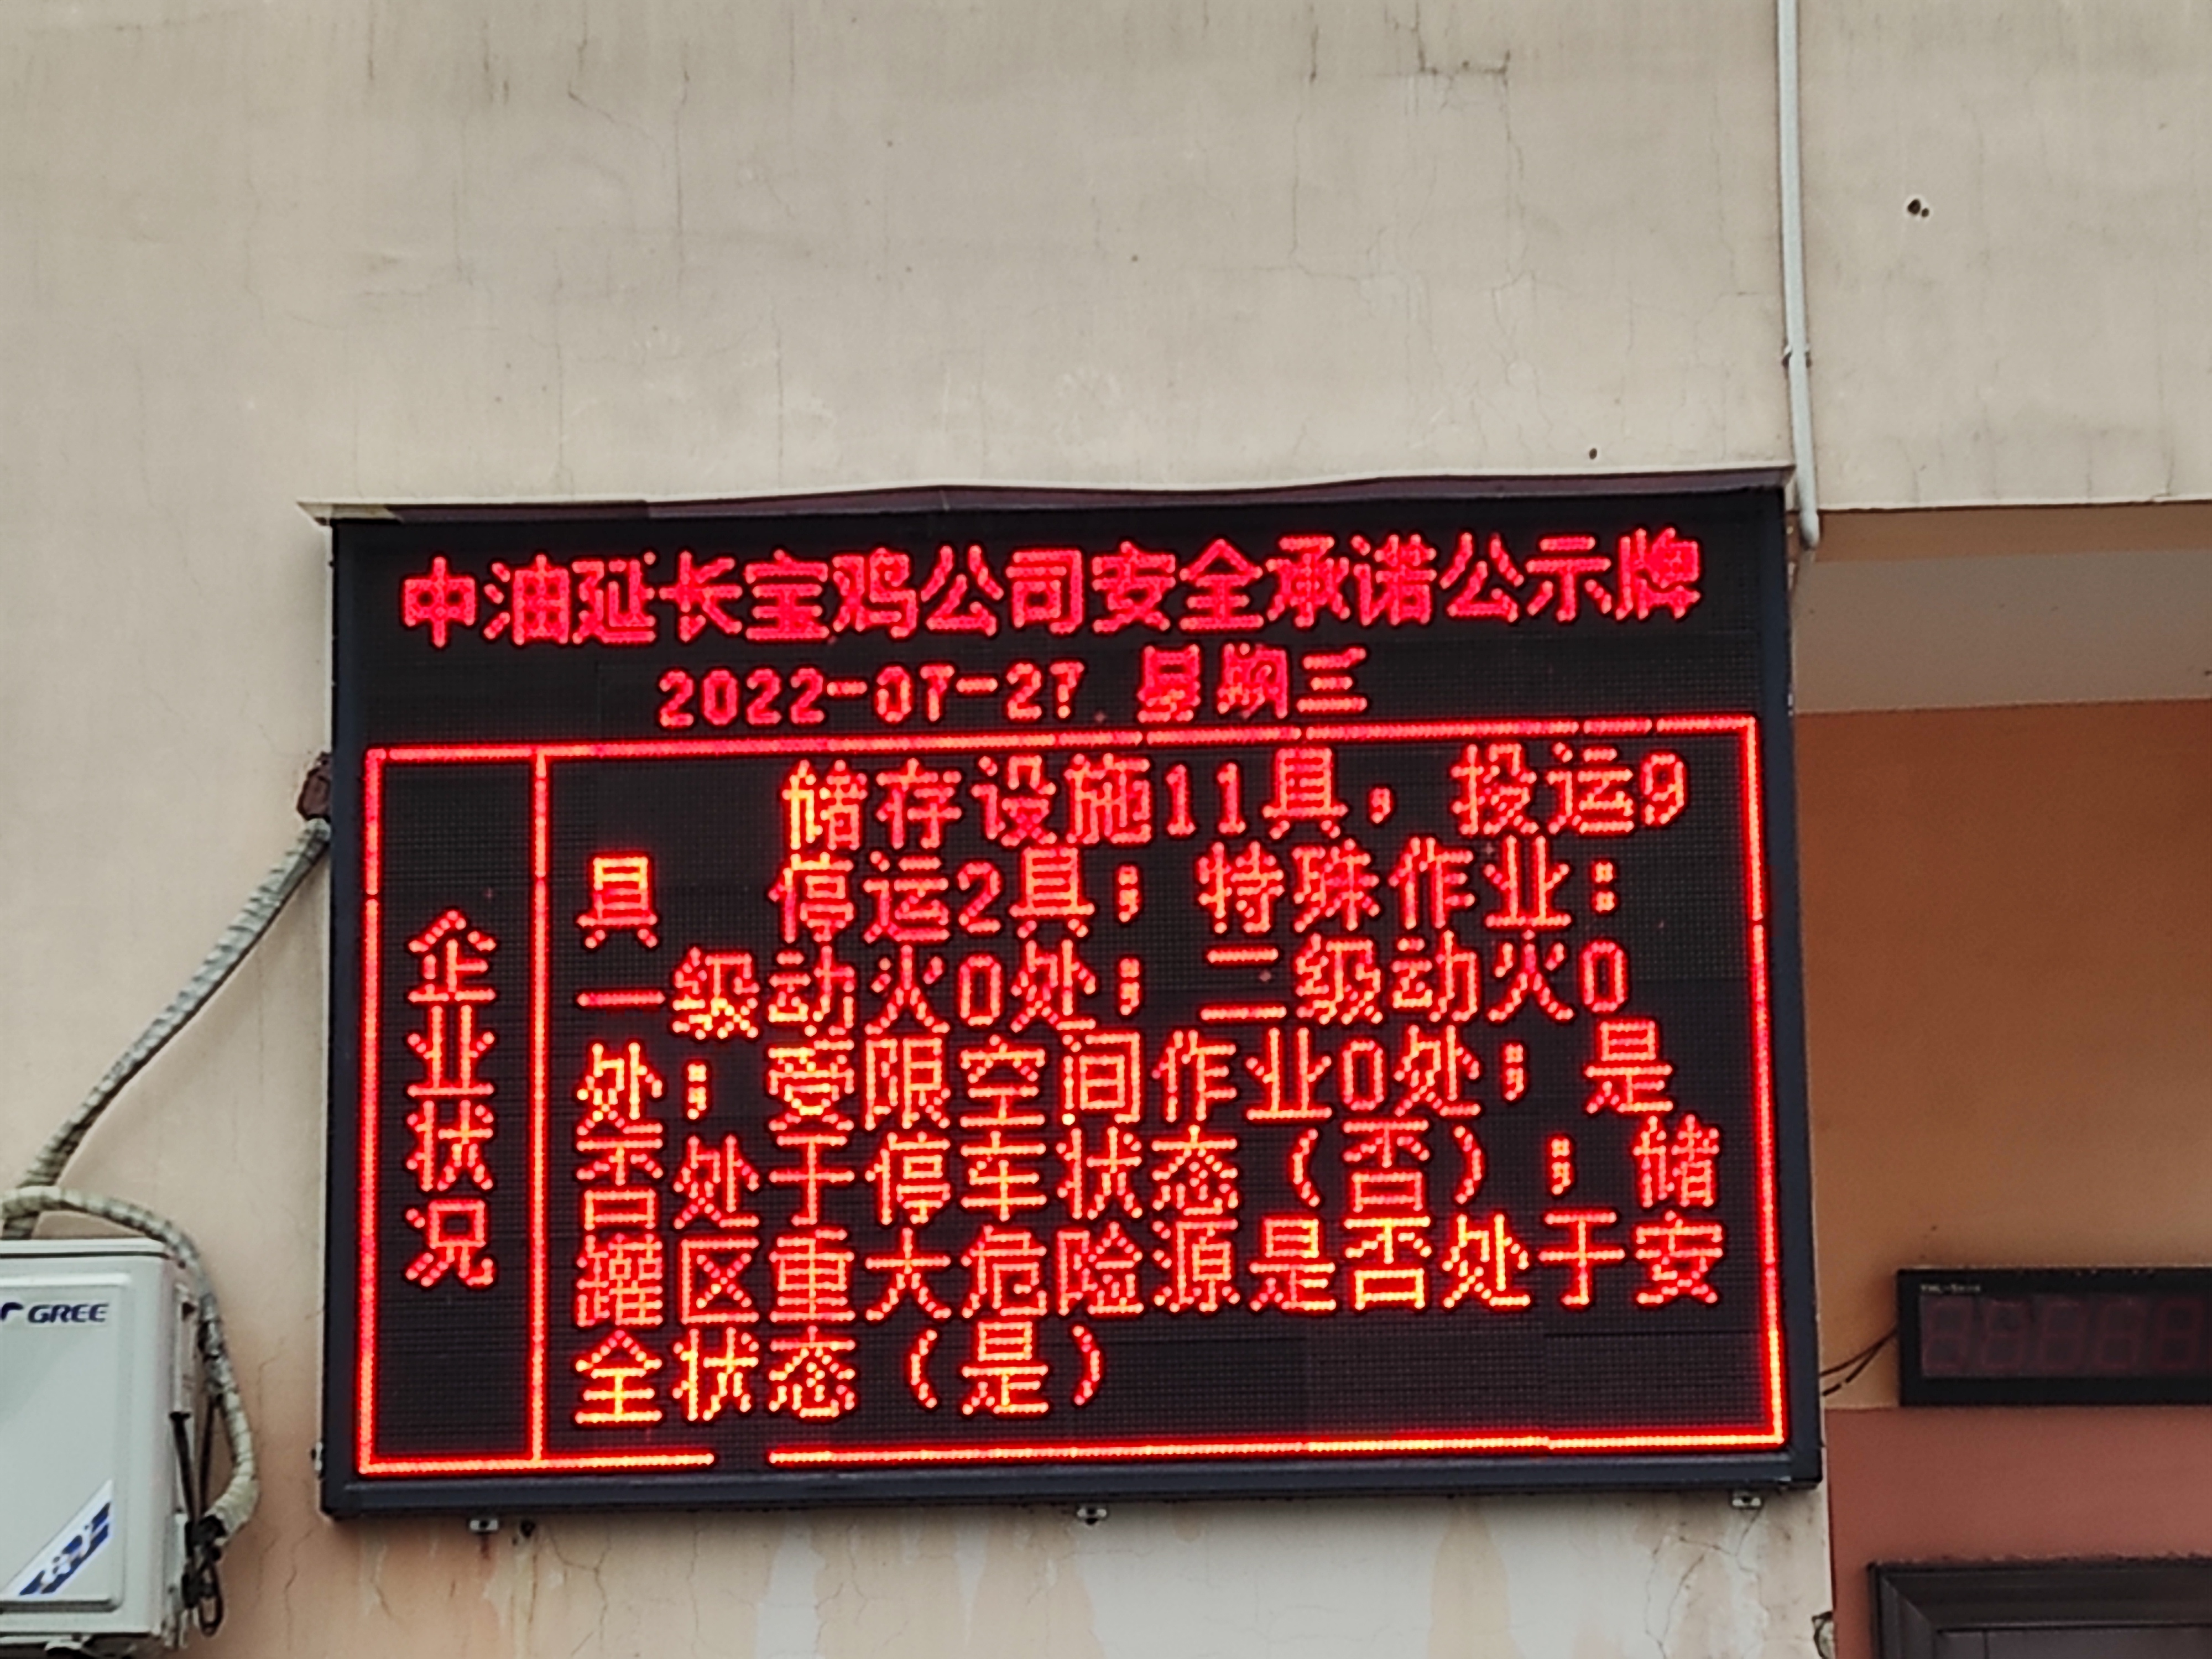 中油延长宝鸡公司安全承诺公示牌
2022-07-27 星期三
企业状况
储存设施11具，投运9
具 停运2具；特殊作业：
一级动火0处；二级动火0
处；受限空间作业0处；是
否处于停车状态（否）；储
罐区重大危险源是否处于安
全状态（是）
GREE